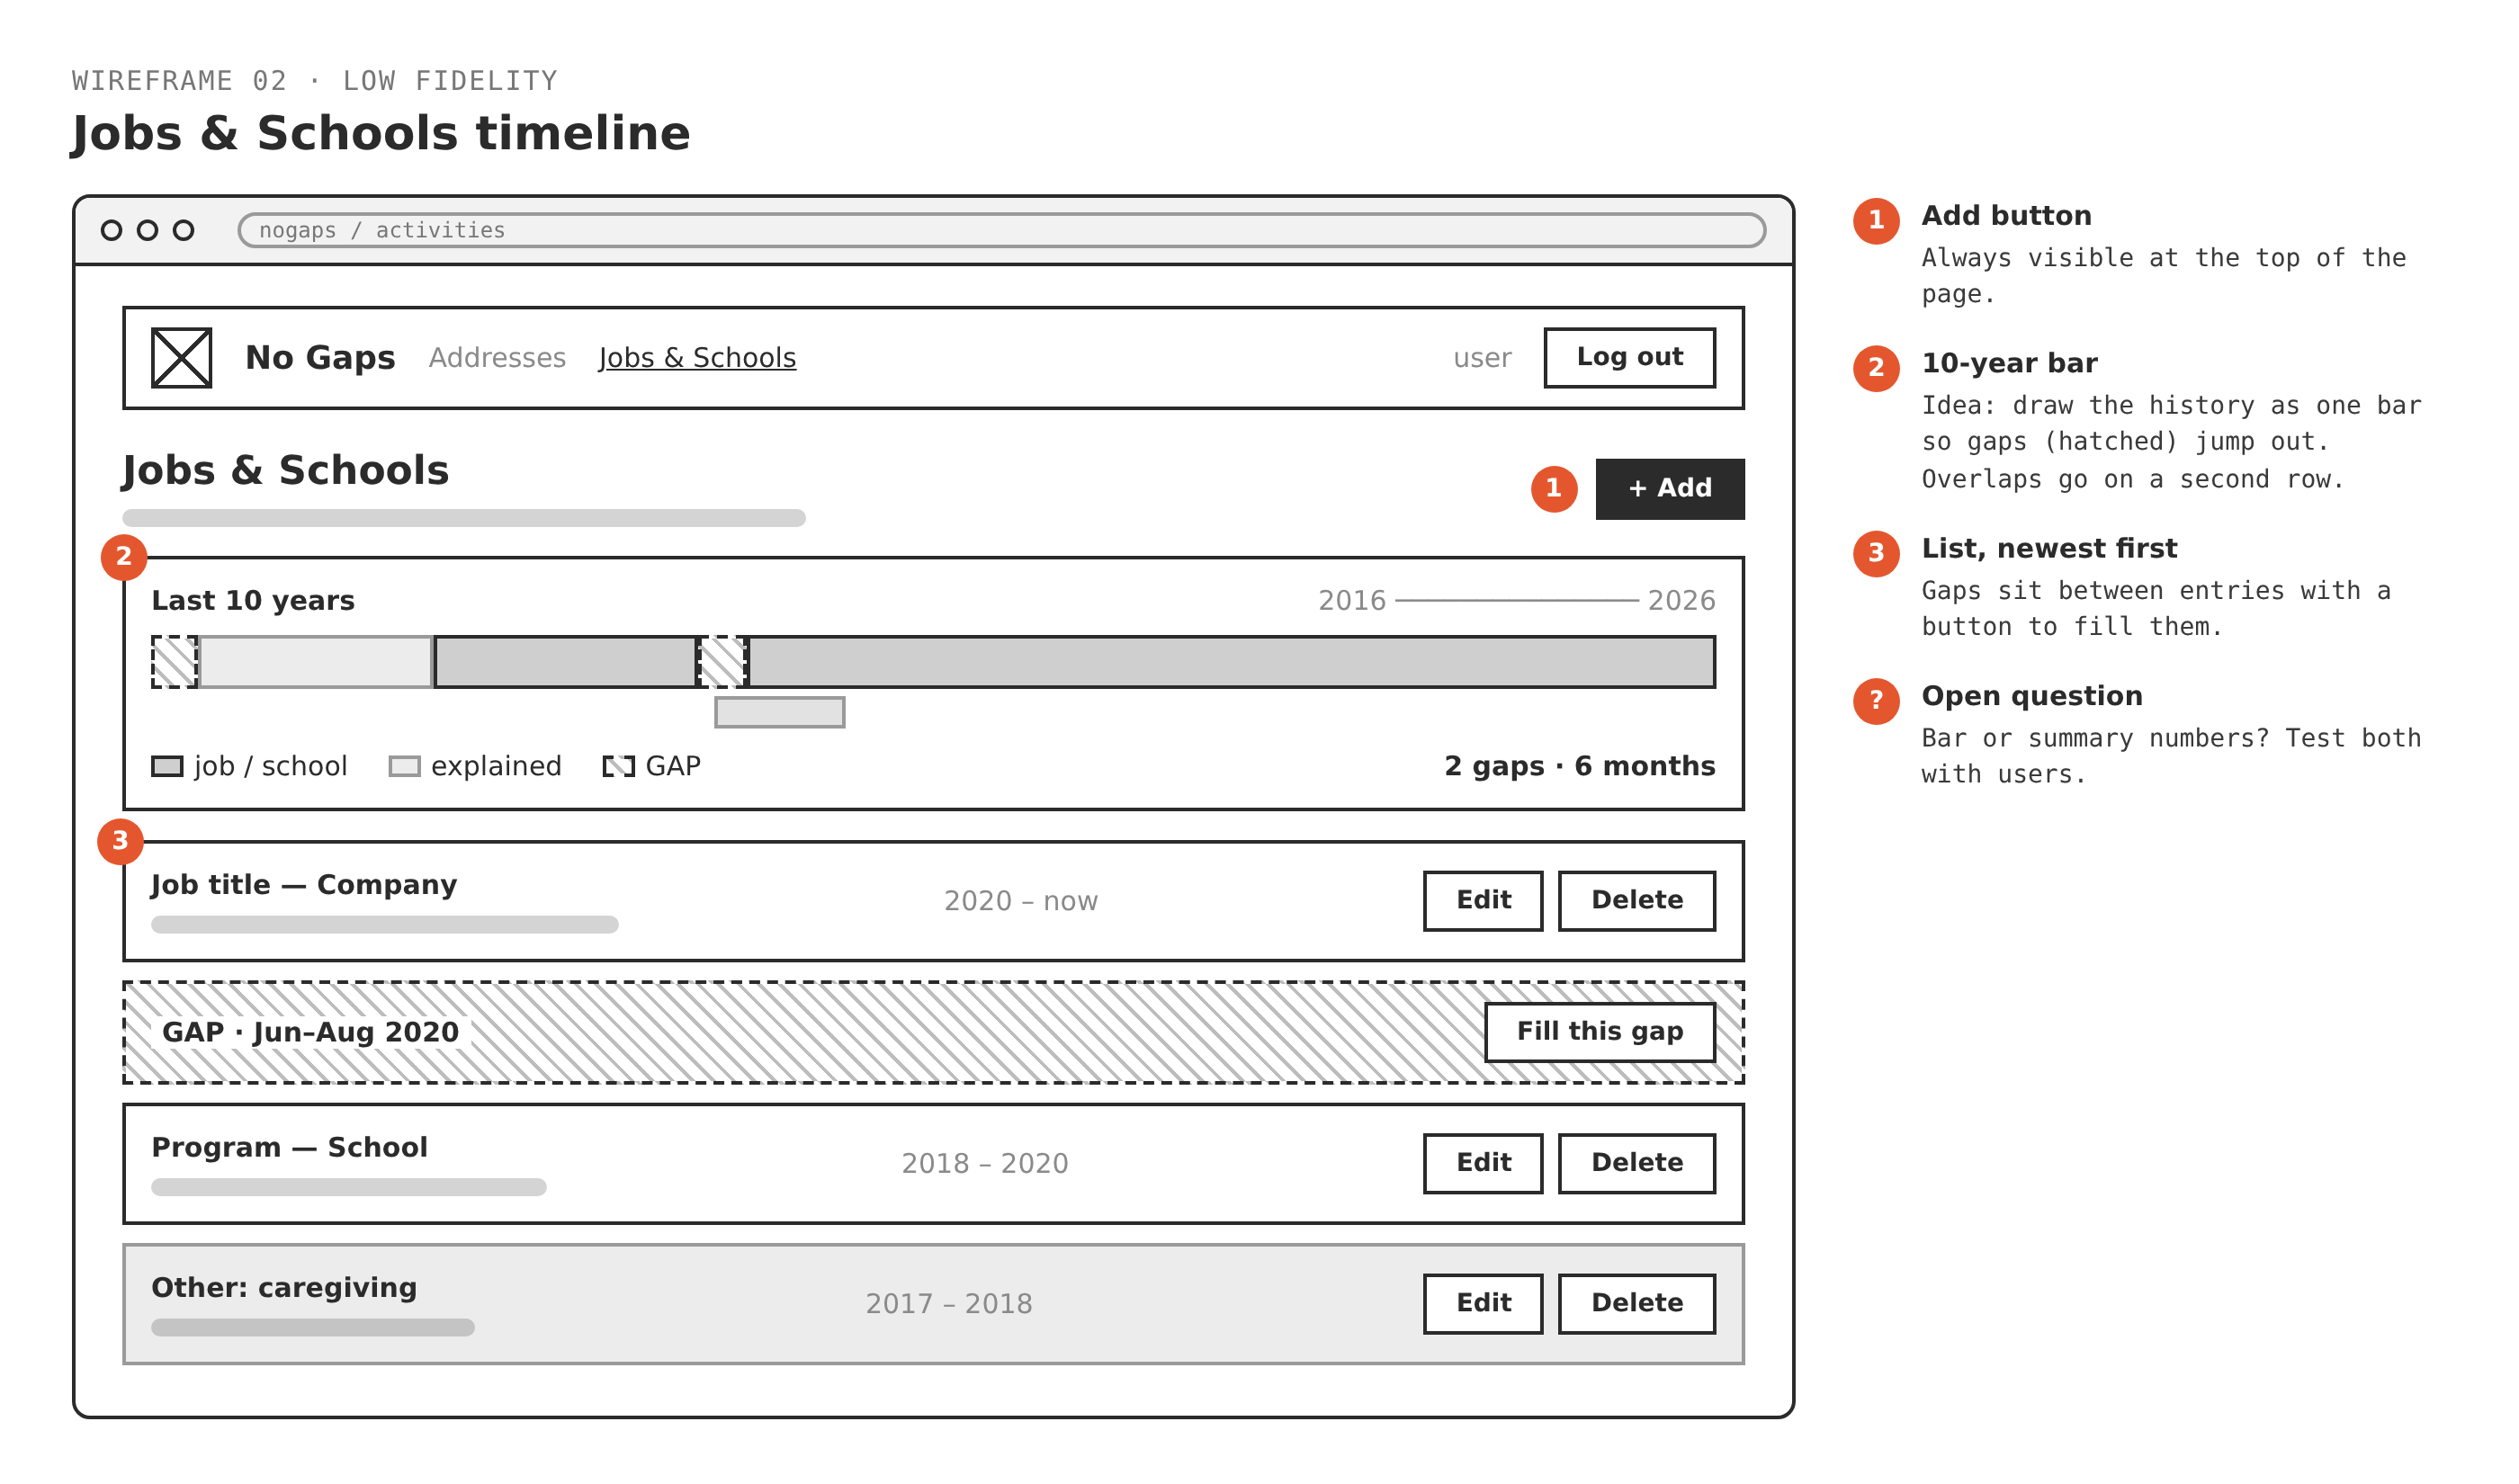 WIREFRAME 02 · LOW FIDELITY
Jobs & Schools timeline
nogaps / activities
No Gaps Addresses Jobs & Schools user Log out
Jobs & Schools
1 + Add
2
Last 10 years 2016 2026
job / school explained GAP 2 gaps · 6 months
3
Job title — Company
2020 – now Edit Delete
GAP · Jun–Aug 2020 Fill this gap
Program — School
2018 – 2020 Edit Delete
Other: caregiving
2017 – 2018 Edit Delete
1 Add button
Always visible at the top of the
page.
2 10-year bar
Idea: draw the history as one bar
so gaps (hatched) jump out.
Overlaps go on a second row.
3 List, newest first
Gaps sit between entries with a
button to fill them.
? Open question
Bar or summary numbers? Test both
with users.